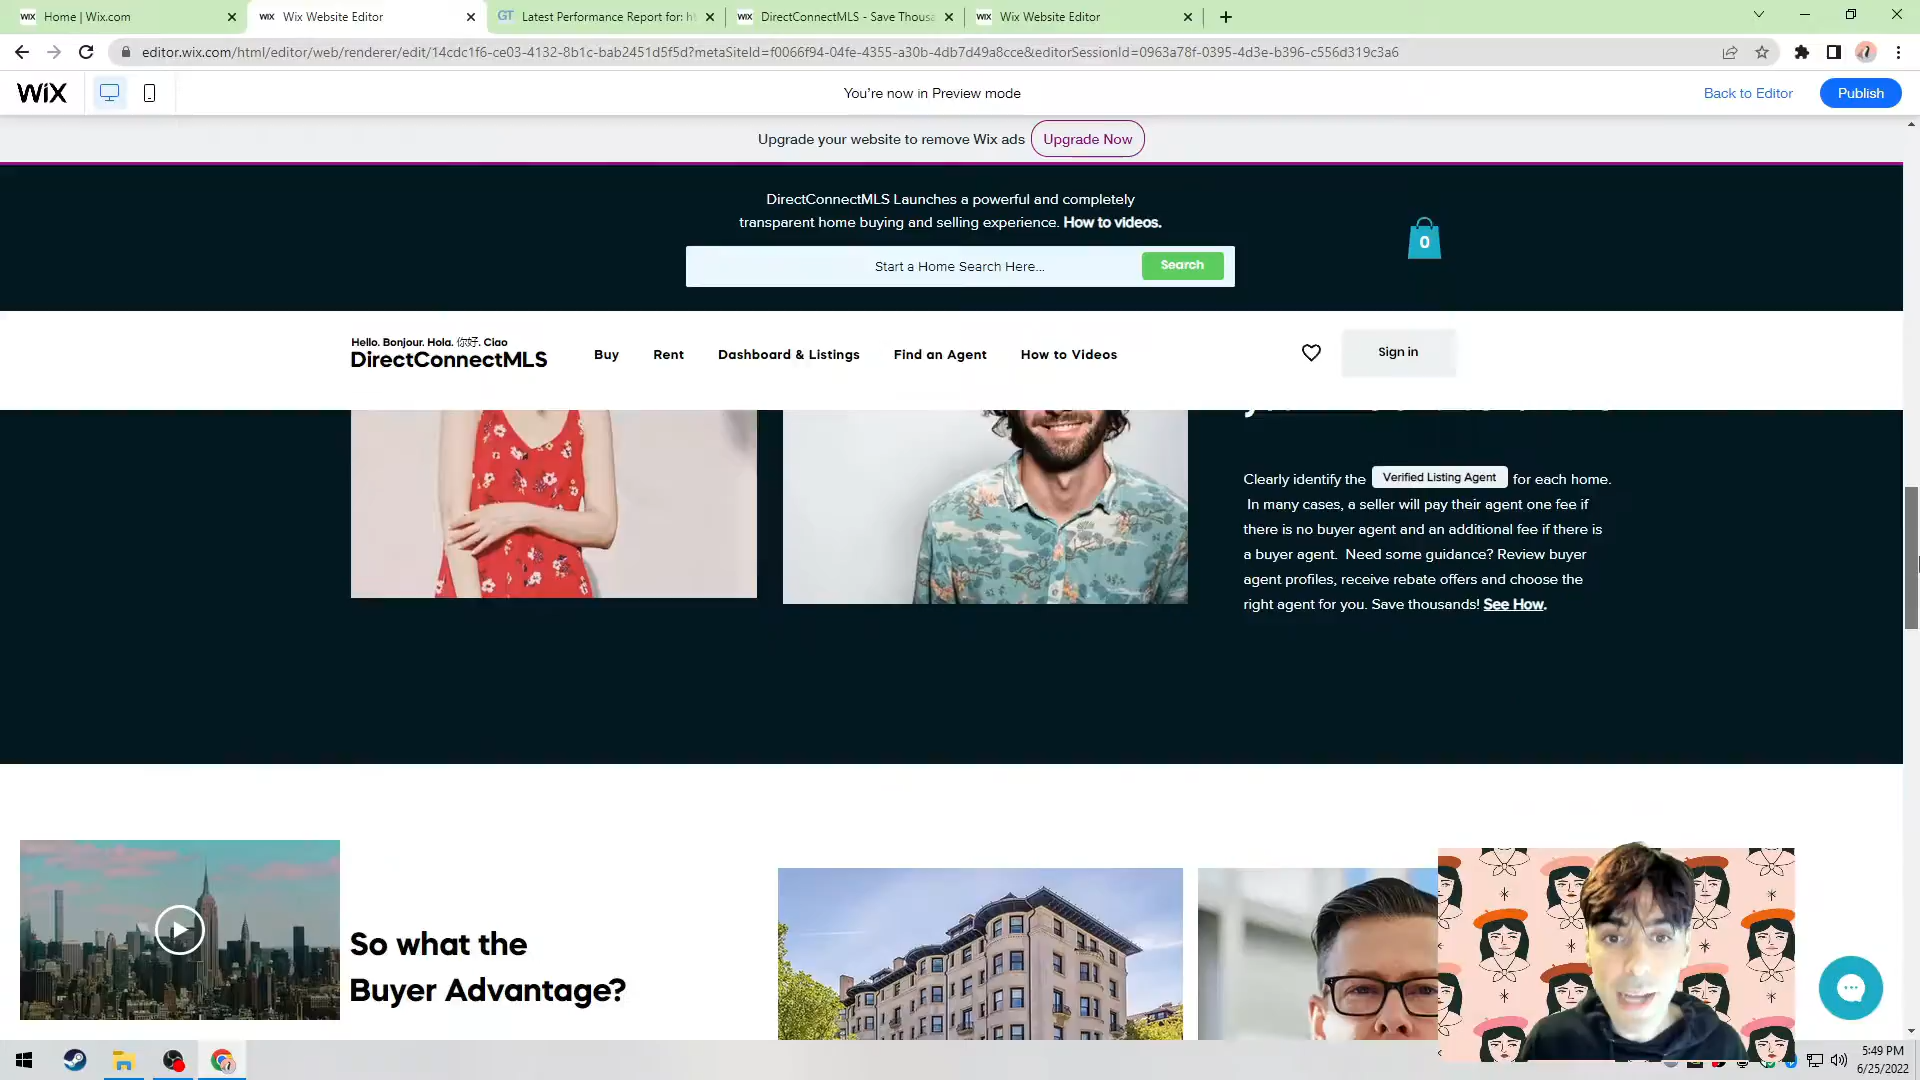 WIX Home | Wix.com
WIX Wix Website Editor
GT Latest Performance Report for: h
WIX DirectConnectMLS - Save Thousa
WIX Wix Website Editor
editor.wix.com/html/editor/web/renderer/edit/14cdc1f6-ce03-4132-8b1c-bab2451d5f5d?metaSiteId=f0066f94-04fe-4355-a30b-4db7d49a8cce&editorSessionId=0963a78f-0395-4d3e-b396-c556d319c3a6
WIX
You're now in Preview mode
Back to Editor
Publish
Upgrade your website to remove Wix ads
Upgrade Now
DirectConnectMLS Launches a powerful and completely
transparent home buying and selling experience. How to videos.
0
Start a Home Search Here...
Search
Hello. Bonjour. Hola. 你好. Ciao
DirectConnectMLS
Buy
Rent
Dashboard & Listings
Find an Agent
How to Videos
Sign in
Clearly identify the Verified Listing Agent for each home.
In many cases, a seller will pay their agent one fee if
there is no buyer agent and an additional fee if there is
a buyer agent. Need some guidance? Review buyer
agent profiles, receive rebate offers and choose the
right agent for you. Save thousands! See How.
So what the
Buyer Advantage?
5:49 PM
6/25/2022